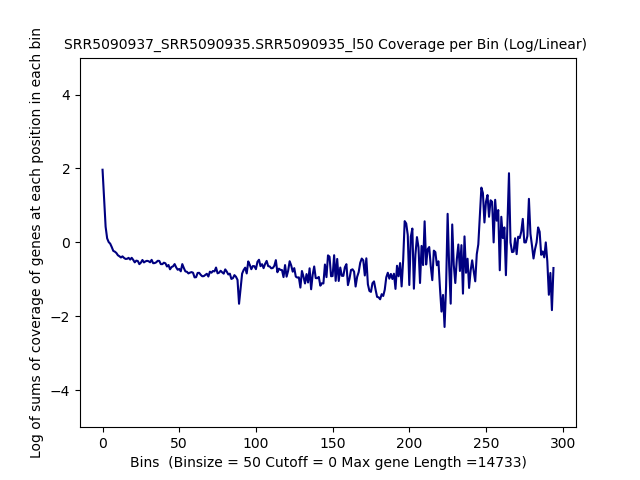 SRR5090937_SRR5090935.SRR5090935_l50 Coverage per Bin (Log/Linear)
Log of sums of coverage of genes at each position in each bin
4
2
0
−2
−4
0 50 100 150 200 250 300
Bins  (Binsize = 50 Cutoff = 0 Max gene Length =14733)